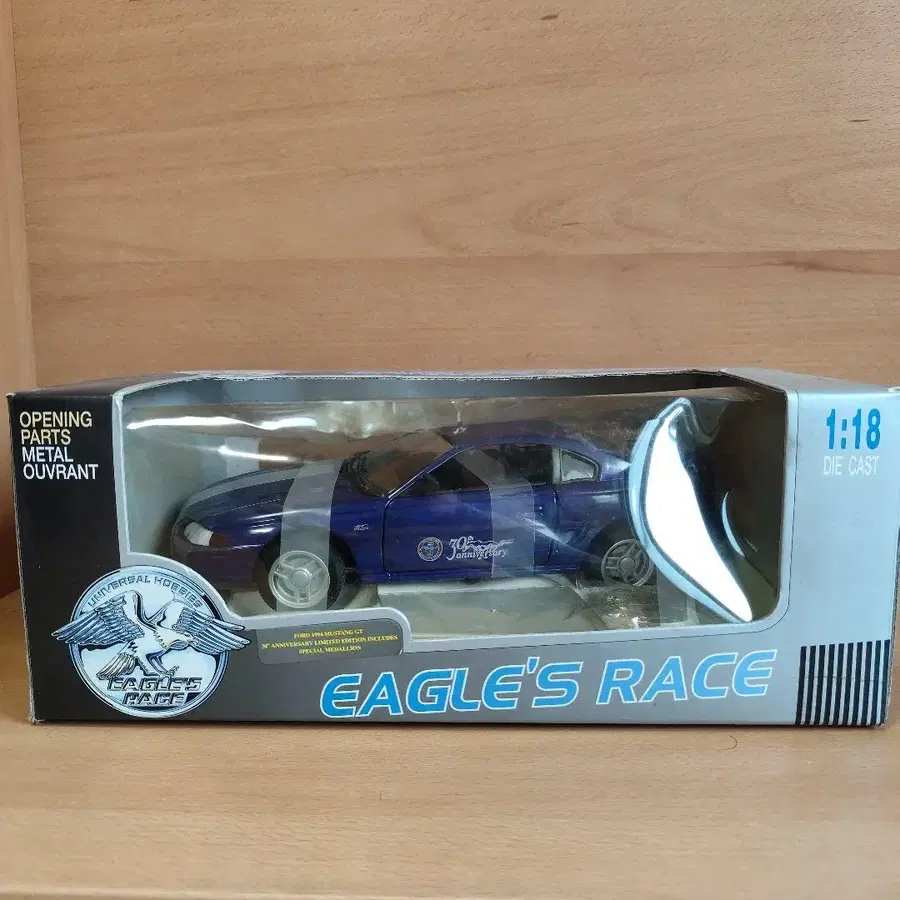 OPENING
PARTS
METAL
OUVRANT
1:18
DIE CAST
30th
anniversary
UNIVERSAL HOBBIES
EAGLE'S
RACE
FORD 1994 MUSTANG GT
30th ANNIVERSARY LIMITED EDITION INCLUDES
SPECIAL MEDALLION
EAGLE'S RACE